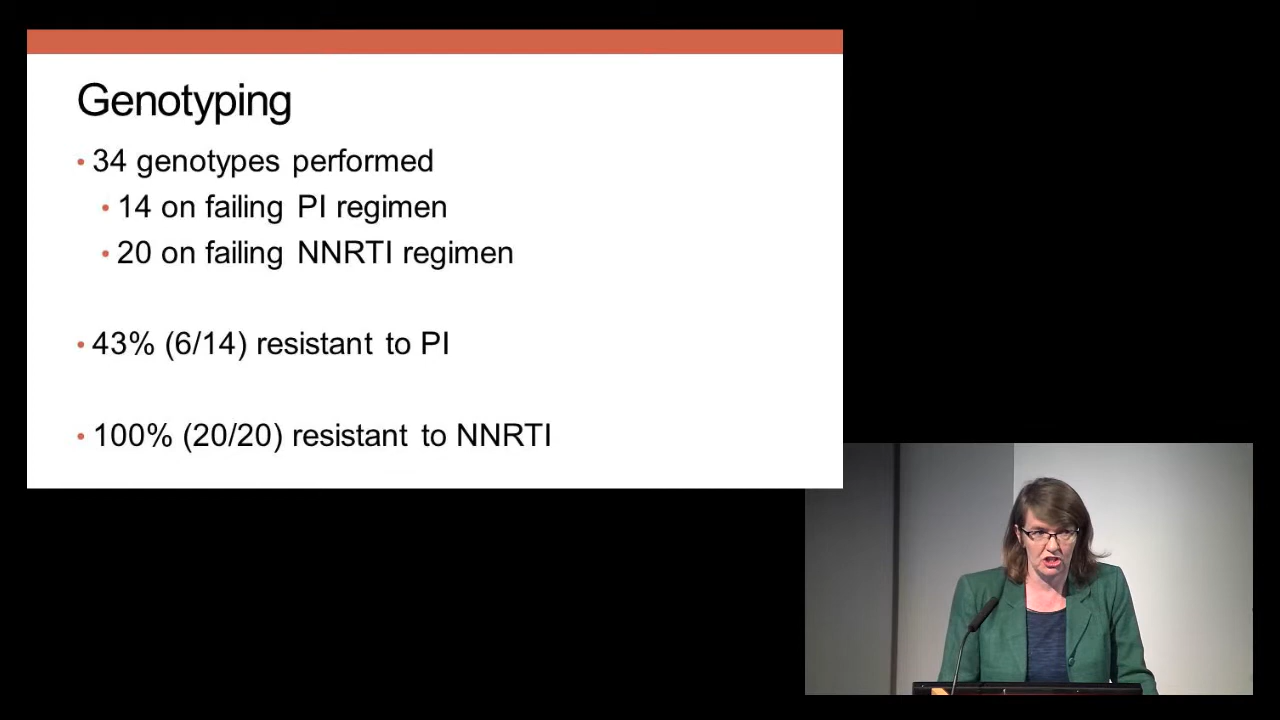 Genotyping
• 34 genotypes performed
• 14 on failing PI regimen
• 20 on failing NNRTI regimen
• 43% (6/14) resistant to PI
• 100% (20/20) resistant to NNRTI